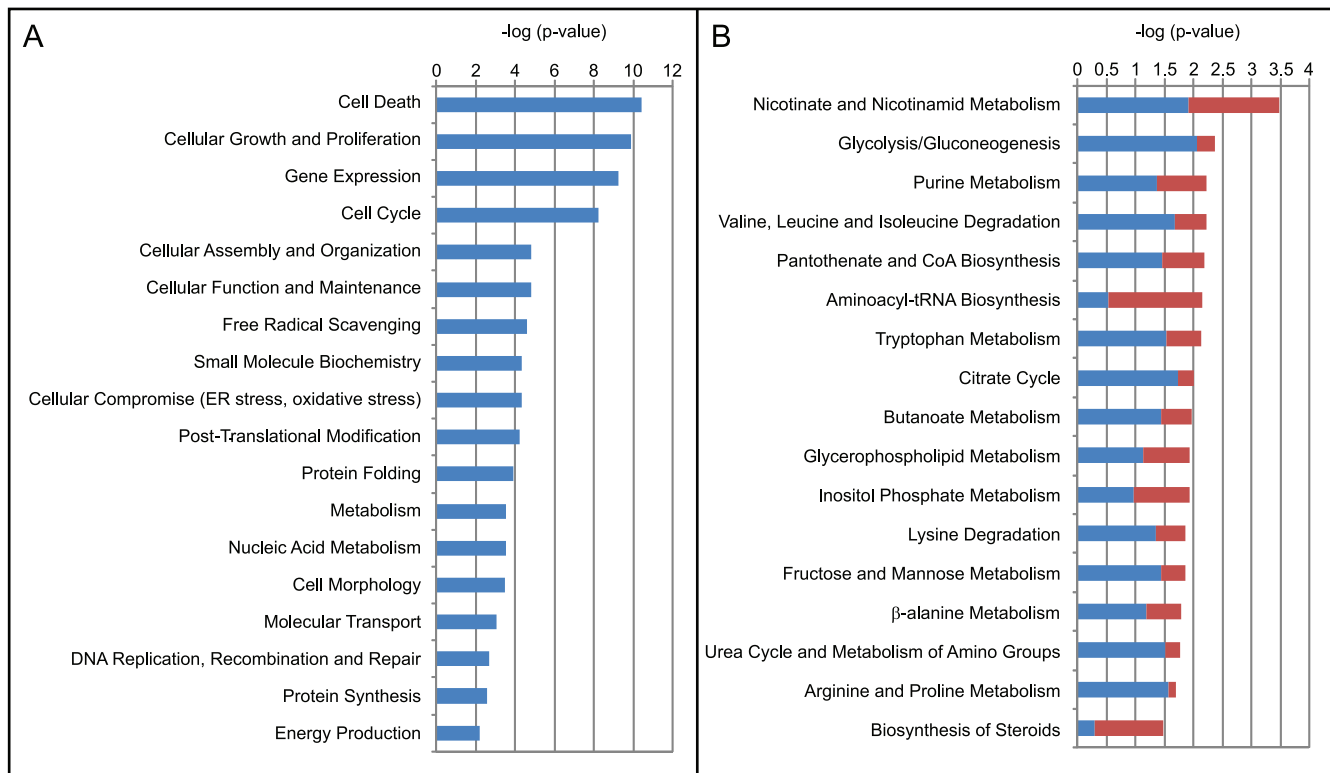 A
-log (p-value)
0 2 4 6 8 10 12
Cell Death
Cellular Growth and Proliferation
Gene Expression
Cell Cycle
Cellular Assembly and Organization
Cellular Function and Maintenance
Free Radical Scavenging
Small Molecule Biochemistry
Cellular Compromise (ER stress, oxidative stress)
Post-Translational Modification
Protein Folding
Metabolism
Nucleic Acid Metabolism
Cell Morphology
Molecular Transport
DNA Replication, Recombination and Repair
Protein Synthesis
Energy Production
B
-log (p-value)
0 0.5 1 1.5 2 2.5 3 3.5 4
Nicotinate and Nicotinamid Metabolism
Glycolysis/Gluconeogenesis
Purine Metabolism
Valine, Leucine and Isoleucine Degradation
Pantothenate and CoA Biosynthesis
Aminoacyl-tRNA Biosynthesis
Tryptophan Metabolism
Citrate Cycle
Butanoate Metabolism
Glycerophospholipid Metabolism
Inositol Phosphate Metabolism
Lysine Degradation
Fructose and Mannose Metabolism
β-alanine Metabolism
Urea Cycle and Metabolism of Amino Groups
Arginine and Proline Metabolism
Biosynthesis of Steroids